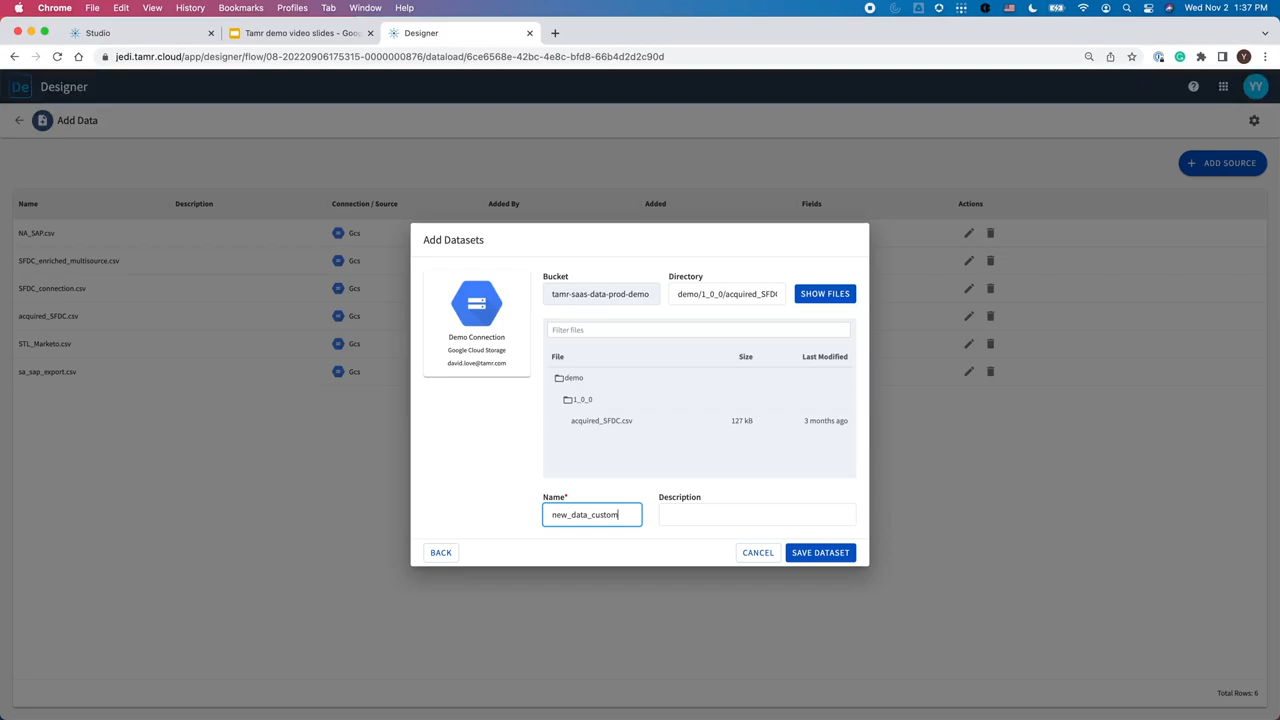 Chrome File Edit View History Bookmarks Profiles Tab Window Help Wed Nov 2 1:37 PM
Studio Tamr demo video slides – Goo Designer
jedi.tamr.cloud/app/designer/flow/08-20220906175315-0000000876/dataload/6ce6568e-42bc-4e8c-bfd8-66b4d2d2c90d Y
De Designer YY
Add Data
ADD SOURCE
Name Description Connection / Source Added By Added Fields Actions
NA_SAP.csv Gcs
SFDC_enriched_multisource.csv Gcs
SFDC_connection.csv Gcs
acquired_SFDC.csv Gcs
STL_Marketo.csv Gcs
sa_sap_export.csv Gcs
Add Datasets
Demo Connection
Google Cloud Storage
david.love@tamr.com
Bucket Directory
tamr-saas-data-prod-demo demo/1_0_0/acquired_SFDC SHOW FILES
Filter files
File Size Last Modified
demo
1_0_0
acquired_SFDC.csv 127 kB 3 months ago
Name* Description
new_data_custom
BACK CANCEL SAVE DATASET
Total Rows: 6